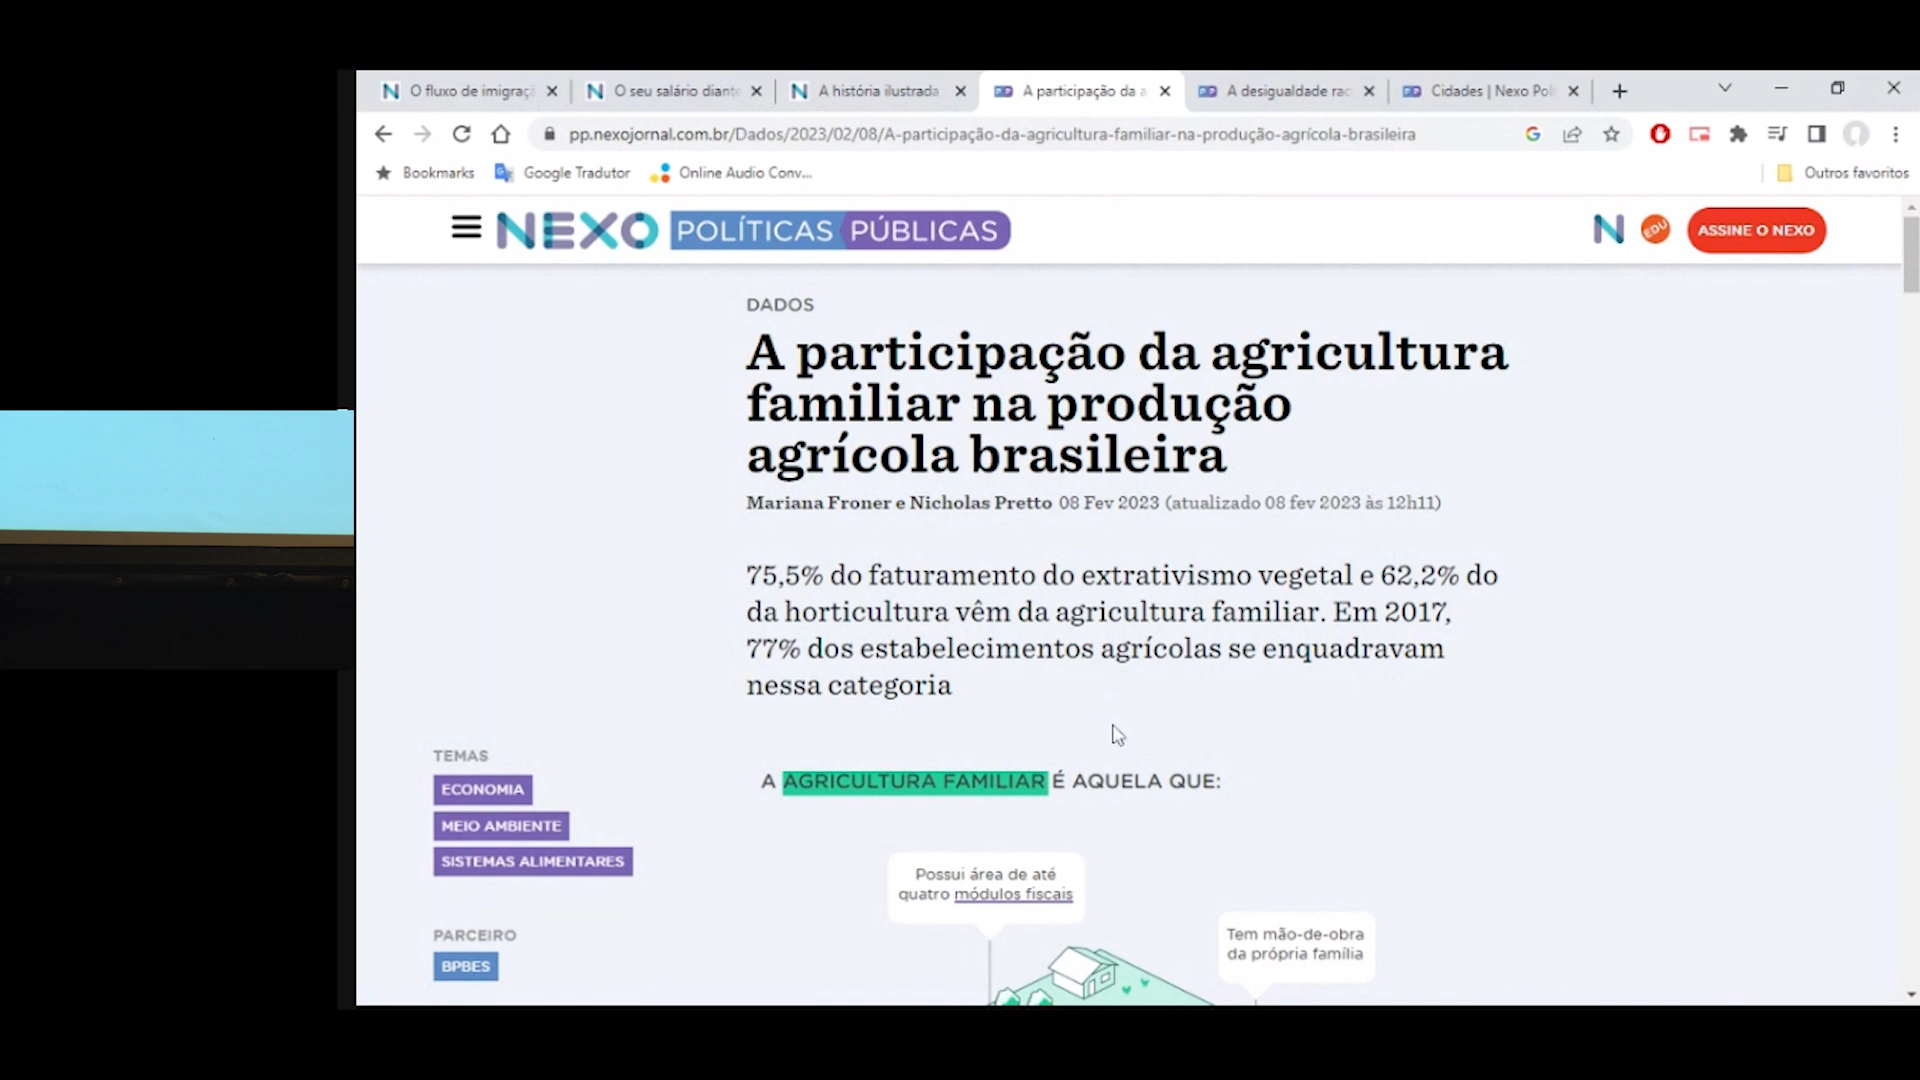 O fluxo de imigraç
O seu salário diant
A história ilustrada
A participação da a
A desigualdade rac
Cidades | Nexo Pol
pp.nexojornal.com.br/Dados/2023/02/08/A-participação-da-agricultura-familiar-na-produção-agrícola-brasileira
Bookmarks
Google Tradutor
Online Audio Conv...
Outros favoritos
NEXO POLÍTICAS PÚBLICAS
N
EDU
ASSINE O NEXO
DADOS
A participação da agricultura
familiar na produção
agrícola brasileira
Mariana Froner e Nicholas Pretto 08 Fev 2023 (atualizado 08 fev 2023 às 12h11)
75,5% do faturamento do extrativismo vegetal e 62,2% do
da horticultura vêm da agricultura familiar. Em 2017,
77% dos estabelecimentos agrícolas se enquadravam
nessa categoria
TEMAS
ECONOMIA
MEIO AMBIENTE
SISTEMAS ALIMENTARES
PARCEIRO
BPBES
A AGRICULTURA FAMILIAR É AQUELA QUE:
Possui área de até
quatro módulos fiscais
Tem mão-de-obra
da própria família